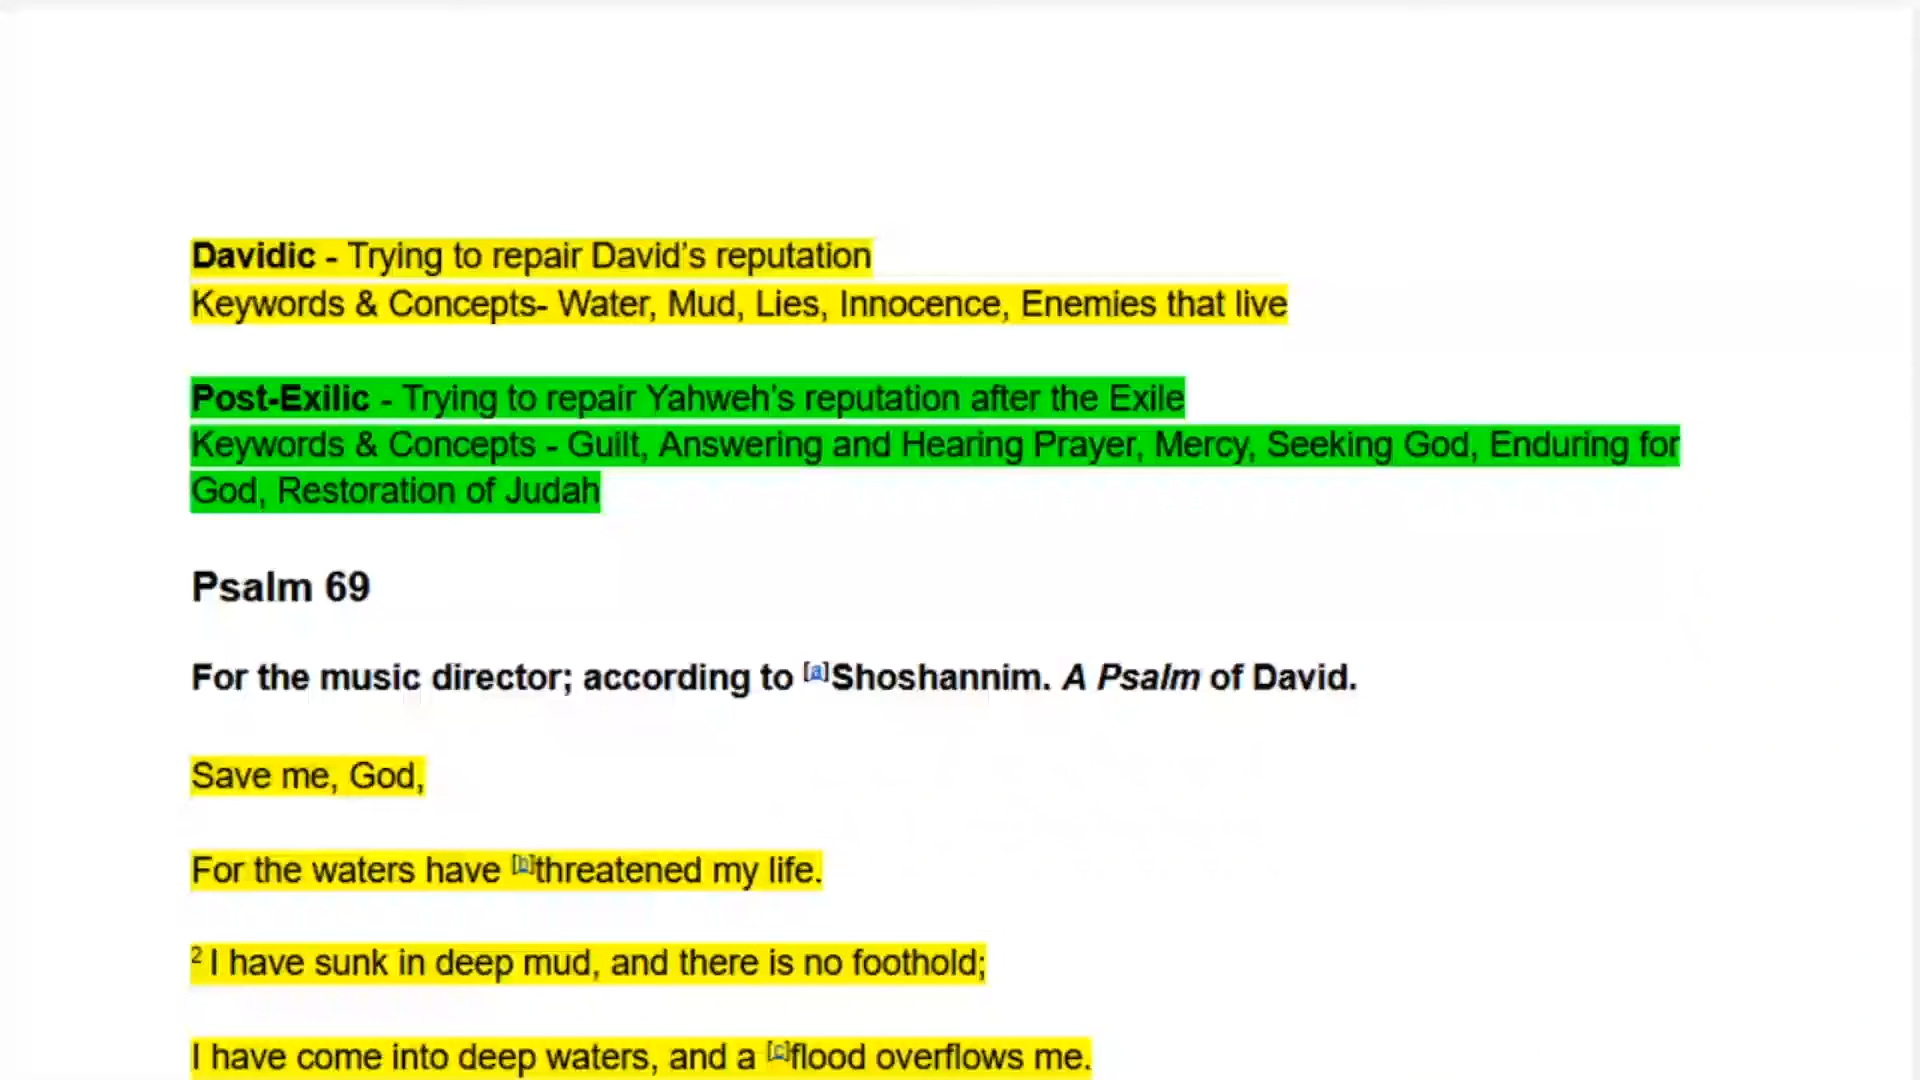 Davidic - Trying to repair David's reputation
Keywords & Concepts- Water, Mud, Lies, Innocence, Enemies that live
Post-Exilic - Trying to repair Yahweh's reputation after the Exile
Keywords & Concepts - Guilt, Answering and Hearing Prayer, Mercy, Seeking God, Enduring for
God, Restoration of Judah
Psalm 69
For the music director; according to [a]Shoshannim. A Psalm of David.
Save me, God,
For the waters have [b]threatened my life.
2 I have sunk in deep mud, and there is no foothold;
I have come into deep waters, and a [c]flood overflows me.